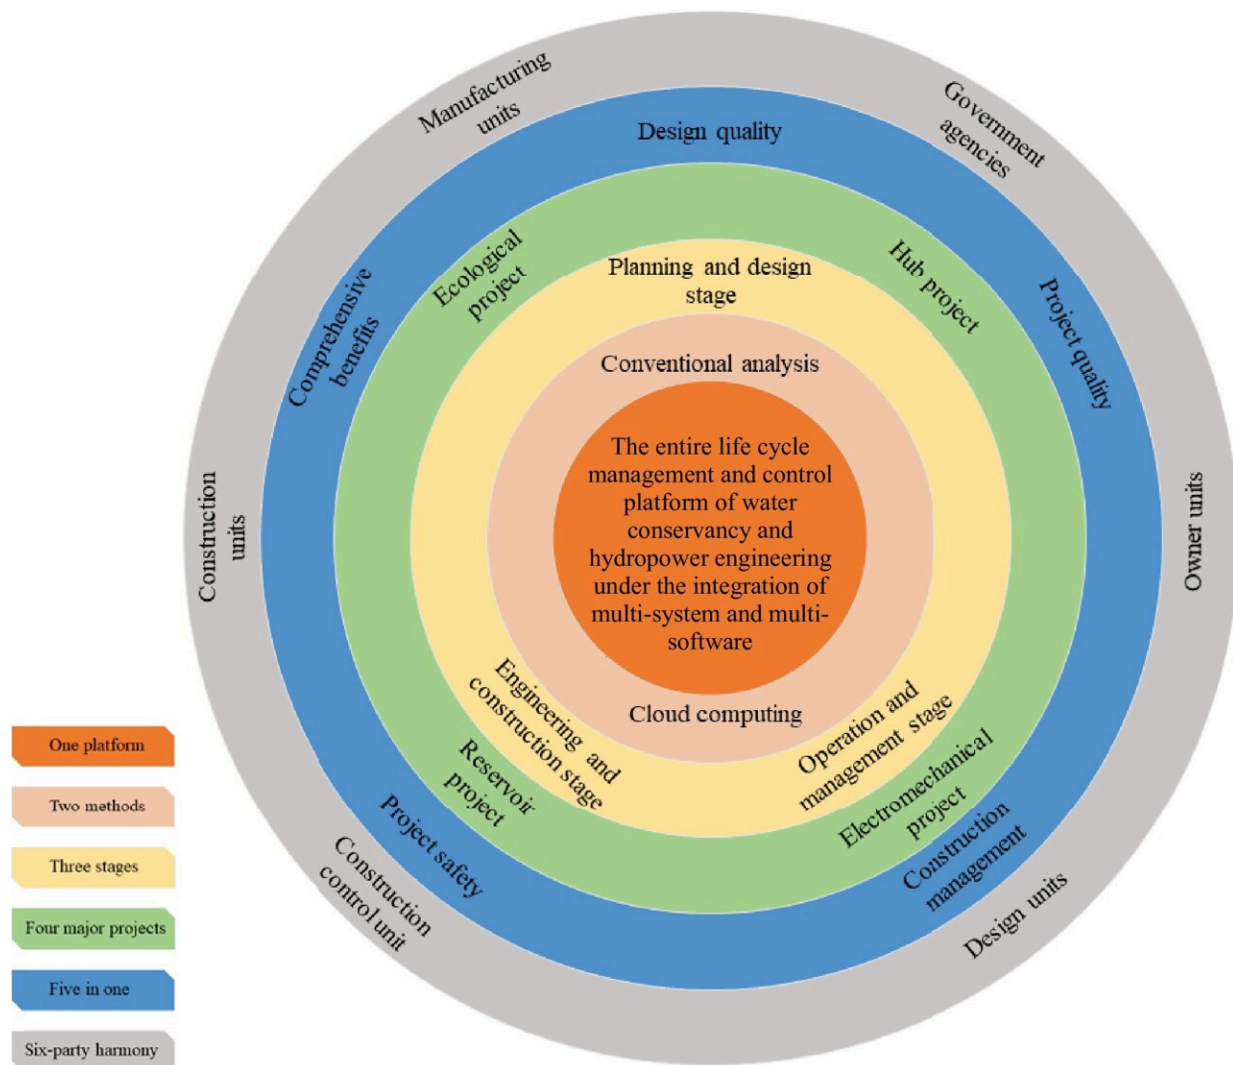 Manufacturing
units
Government
agencies
Design quality
Ecological
project
Hub project
Planning and design
stage
Comprehensive
benefits
Project quality
Conventional analysis
The entire life cycle
management and control
platform of water
conservancy and
hydropower engineering
under the integration of
multi-system and multi-
software
Construction
units
Owner units
Cloud computing
Engineering and
construction stage
Operation and
management stage
Reservoir
project
Electromechanical
project
Project safety
Construction
management
Construction
control unit
Design units
One platform
Two methods
Three stages
Four major projects
Five in one
Six-party harmony